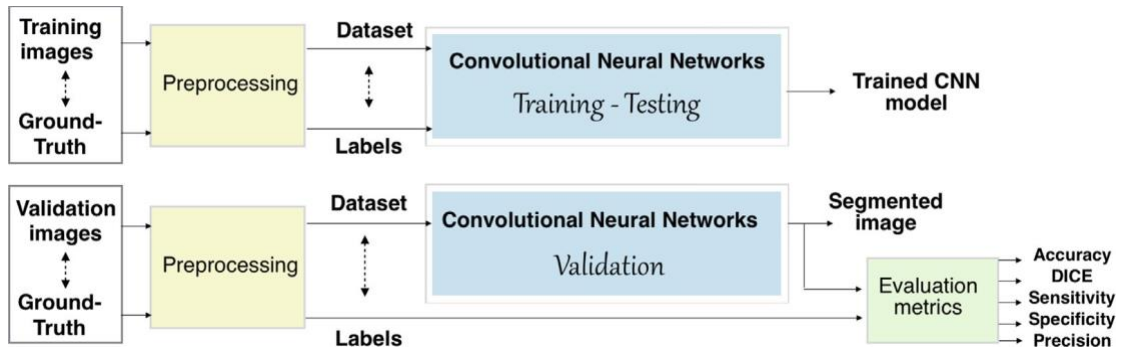 Training
images
Ground-
Truth
Preprocessing
Dataset
Labels
Convolutional Neural Networks
Training - Testing
Trained CNN
model
Validation
images
Ground-
Truth
Preprocessing
Dataset
Labels
Convolutional Neural Networks
Validation
Segmented
image
Evaluation
metrics
Accuracy
DICE
Sensitivity
Specificity
Precision